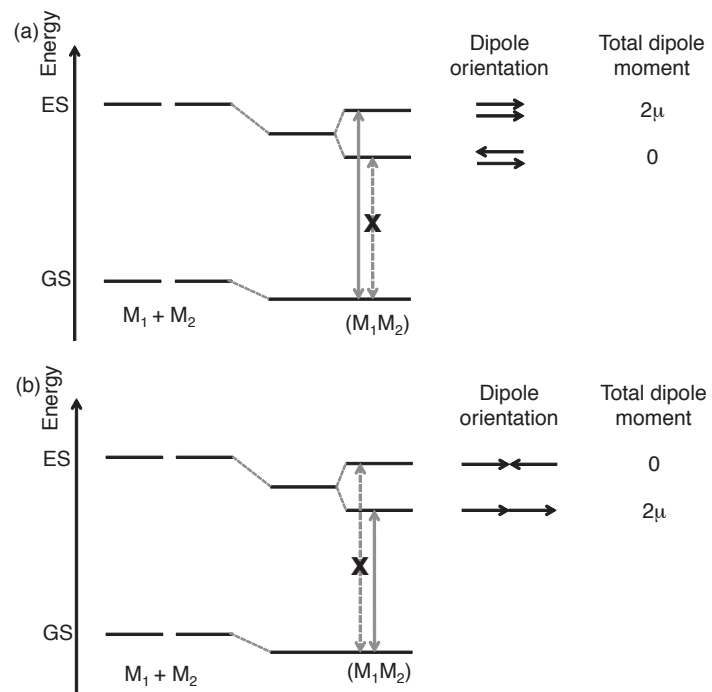 (a)
Energy
Dipole
orientation
Total dipole
moment
ES
2μ
0
X
GS
M₁ + M₂
(M₁M₂)
(b)
Energy
Dipole
orientation
Total dipole
moment
ES
0
2μ
X
GS
M₁ + M₂
(M₁M₂)